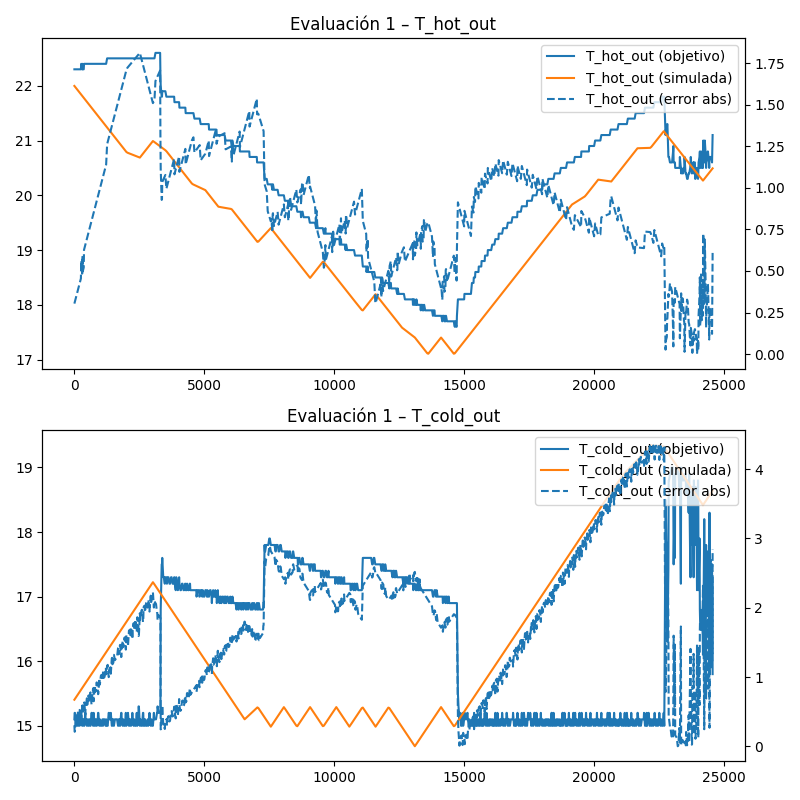 Evaluación 1 – T_hot_out
T_hot_out (objetivo)
T_hot_out (simulada)
T_hot_out (error abs)
22
21
20
19
18
17
1.75
1.50
1.25
1.00
0.75
0.50
0.25
0.00
0 5000 10000 15000 20000 25000
Evaluación 1 – T_cold_out
T_cold_out (objetivo)
T_cold_out (simulada)
T_cold_out (error abs)
19
18
17
16
15
4
3
2
1
0
0 5000 10000 15000 20000 25000